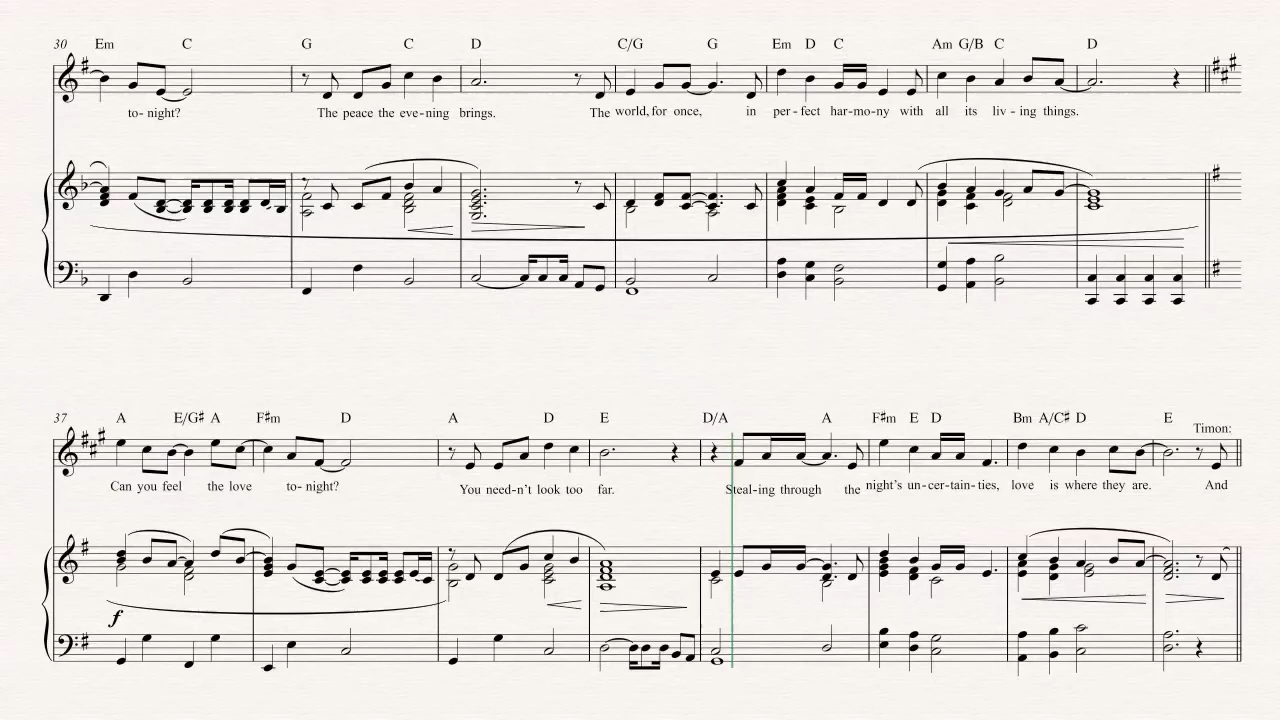 30 Em C G C D C/G G Em D C Am G/B C D
to- night? The peace the eve - ning brings. The world, for once, in per - fect har-mo-ny with all its liv - ing things.
37 A E/G♯ A F♯m D A D E D/A A F♯m E D Bm A/C♯ D E Timon:
Can you feel the love to- night? You need-n't look too far. Steal-ing through the night's un-cer-tain-ties, love is where they are. And
f